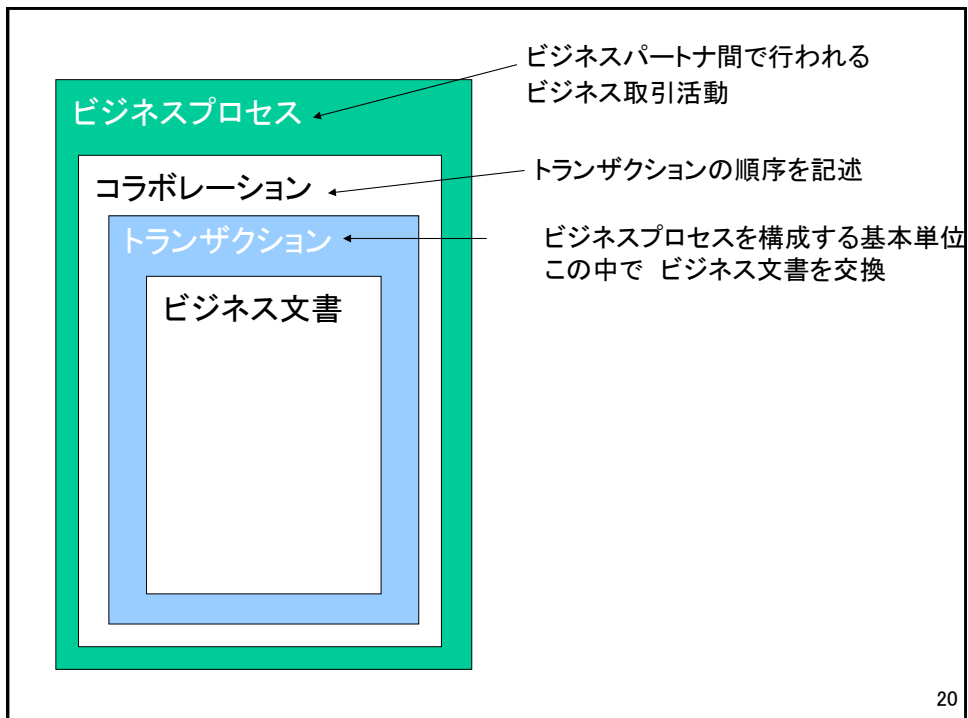 ビジネスパートナ間で行われる
ビジネス取引活動
ビジネスプロセス
トランザクションの順序を記述
コラボレーション
トランザクション
ビジネスプロセスを構成する基本単位
この中で ビジネス文書を交換
ビジネス文書
20